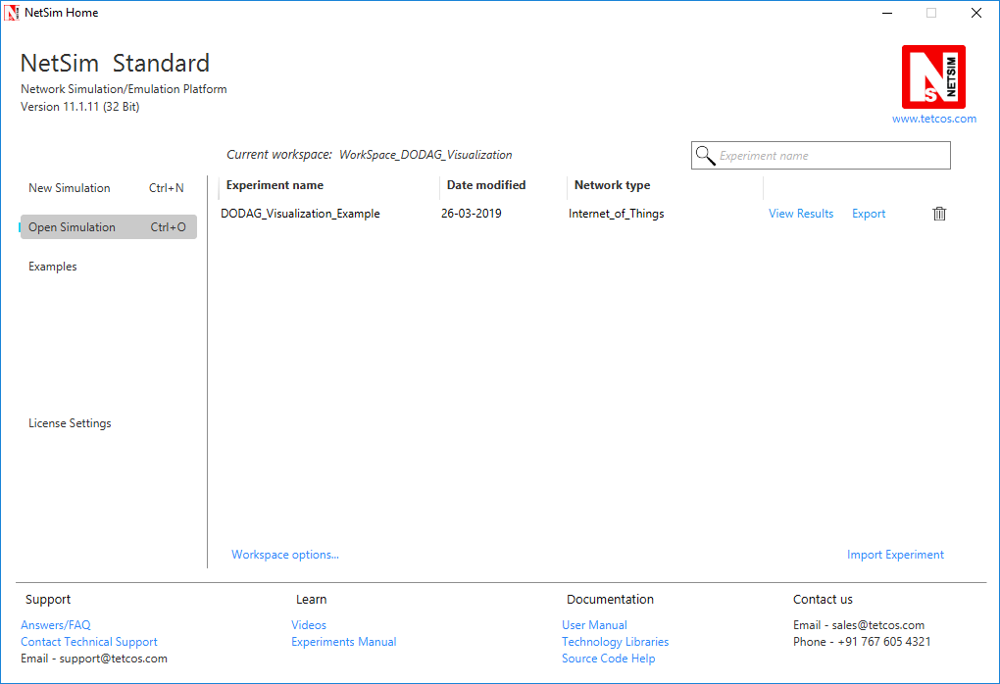 NetSim Home
NetSim Standard
Network Simulation/Emulation Platform
Version 11.1.11 (32 Bit)
NETSIM
NS
www.tetcos.com
Current workspace: WorkSpace_DODAG_Visualization
Experiment name
New Simulation Ctrl+N
Open Simulation Ctrl+O
Examples
License Settings
Experiment name Date modified Network type
DODAG_Visualization_Example 26-03-2019 Internet_of_Things View Results Export
Workspace options... Import Experiment
Support
Answers/FAQ
Contact Technical Support
Email - support@tetcos.com
Learn
Videos
Experiments Manual
Documentation
User Manual
Technology Libraries
Source Code Help
Contact us
Email - sales@tetcos.com
Phone - +91 767 605 4321